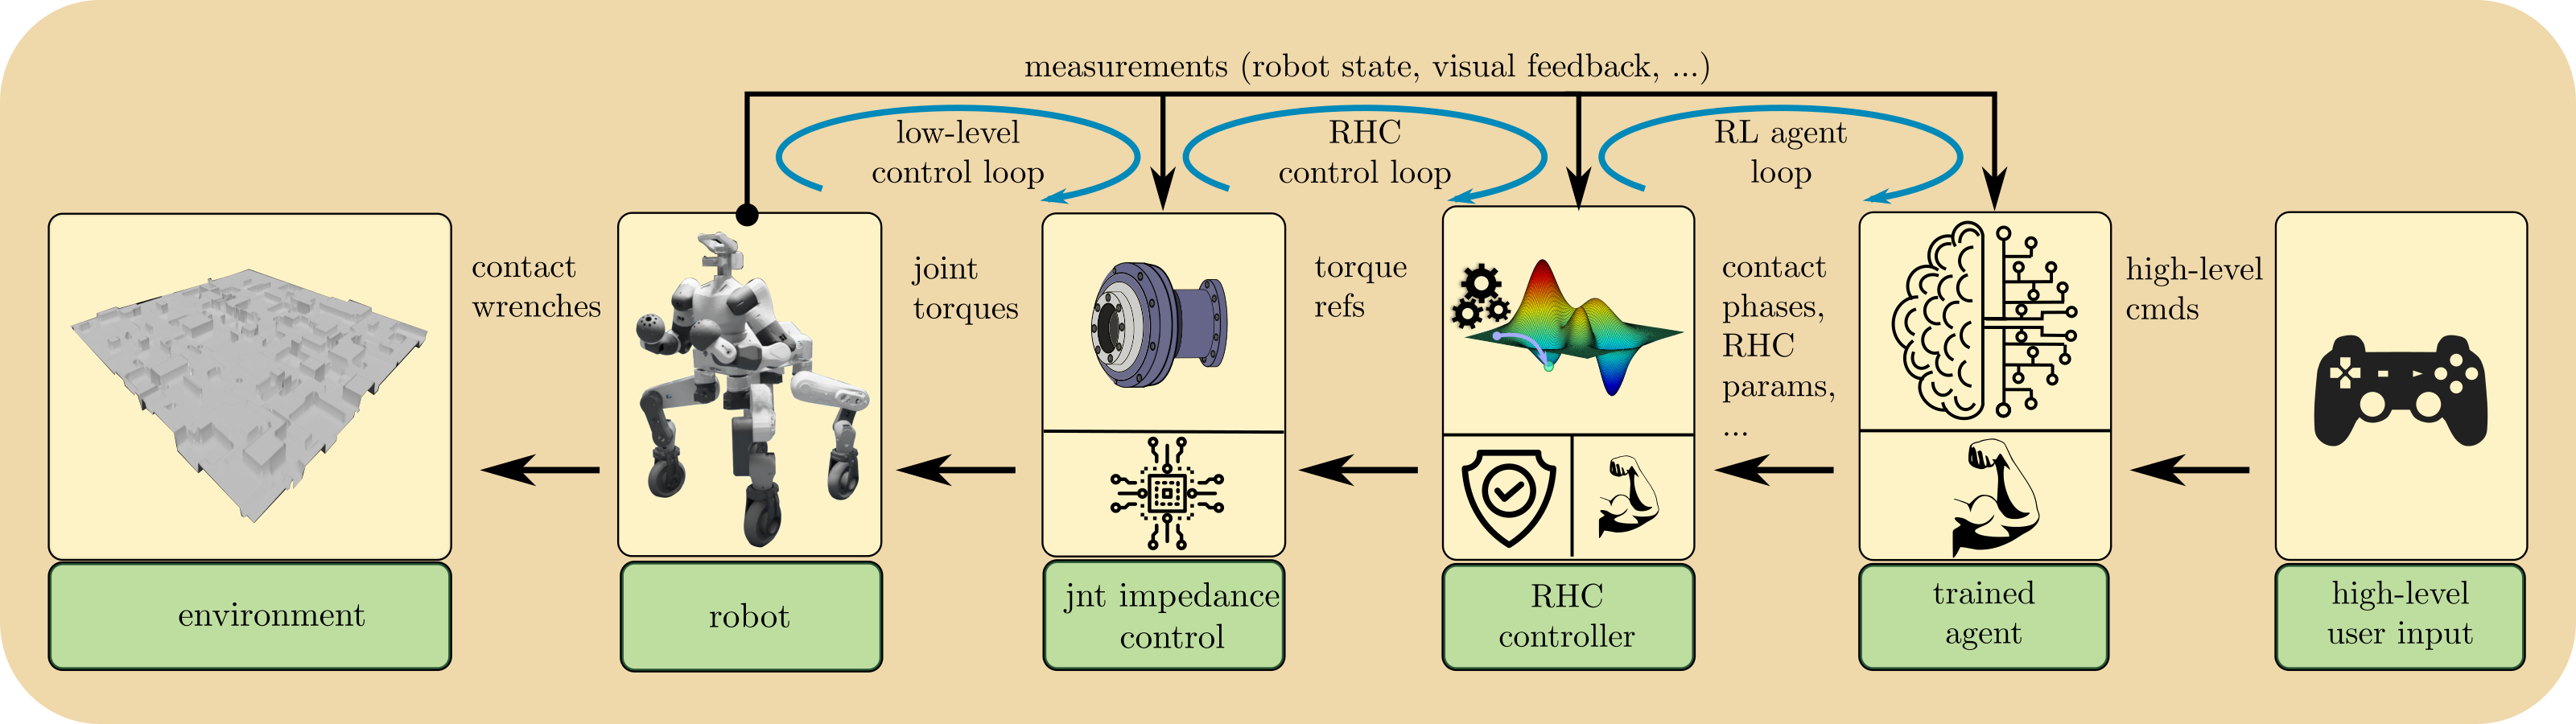 measurements (robot state, visual feedback, ...)
low-level
control loop
RHC
control loop
RL agent
loop
contact
wrenches
joint
torques
torque
refs
contact
phases,
RHC
params,
...
high-level
cmds
environment
robot
jnt impedance
control
RHC
controller
trained
agent
high-level
user input